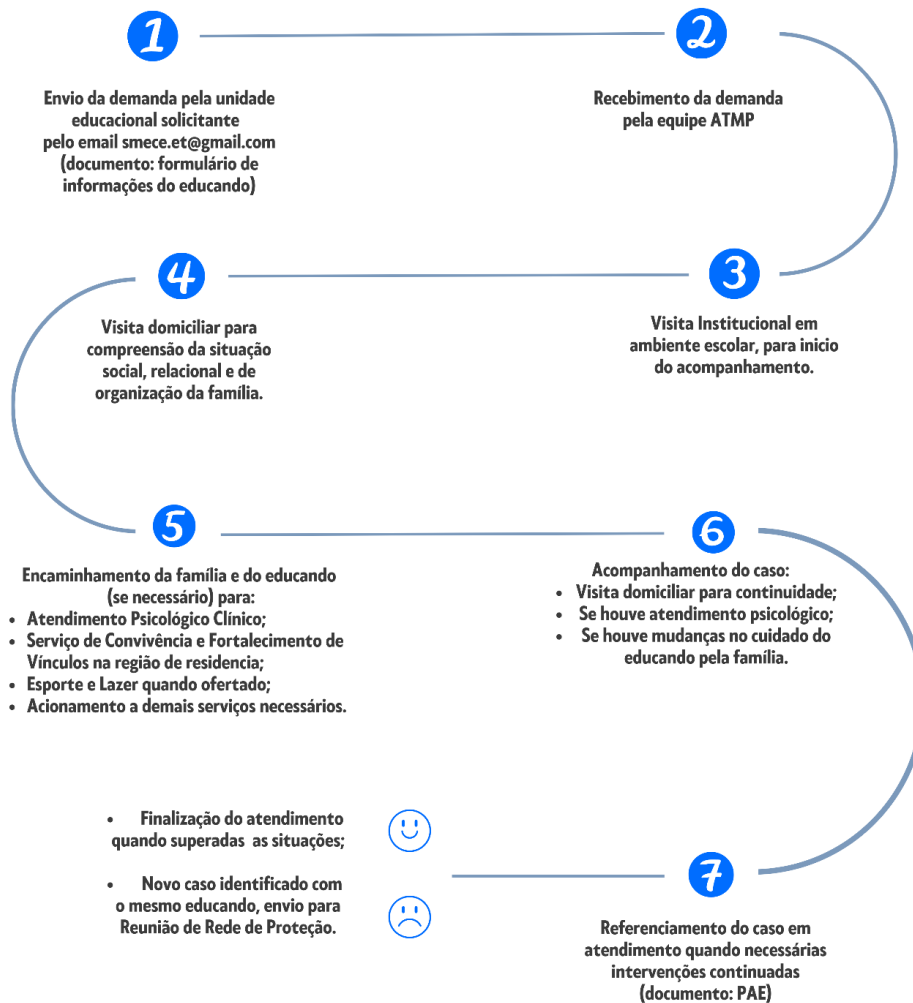 1
Envio da demanda pela unidade
educacional solicitante
pelo email smece.et@gmail.com
(documento: formulário de
informações do educando)
2
Recebimento da demanda
pela equipe ATMP
3
Visita Institucional em
ambiente escolar, para inicio
do acompanhamento.
4
Visita domiciliar para
compreensão da situação
social, relacional e de
organização da família.
5
Encaminhamento da família e do educando
(se necessário) para:
• Atendimento Psicológico Clínico;
• Serviço de Convivência e Fortalecimento de
Vínculos na região de residencia;
• Esporte e Lazer quando ofertado;
• Acionamento a demais serviços necessários.
6
Acompanhamento do caso:
• Visita domiciliar para continuidade;
• Se houve atendimento psicológico;
• Se houve mudanças no cuidado do
educando pela família.
7
Referenciamento do caso em
atendimento quando necessárias
intervenções continuadas
(documento: PAE)
• Finalização do atendimento
quando superadas as situações;
• Novo caso identificado com
o mesmo educando, envio para
Reunião de Rede de Proteção.